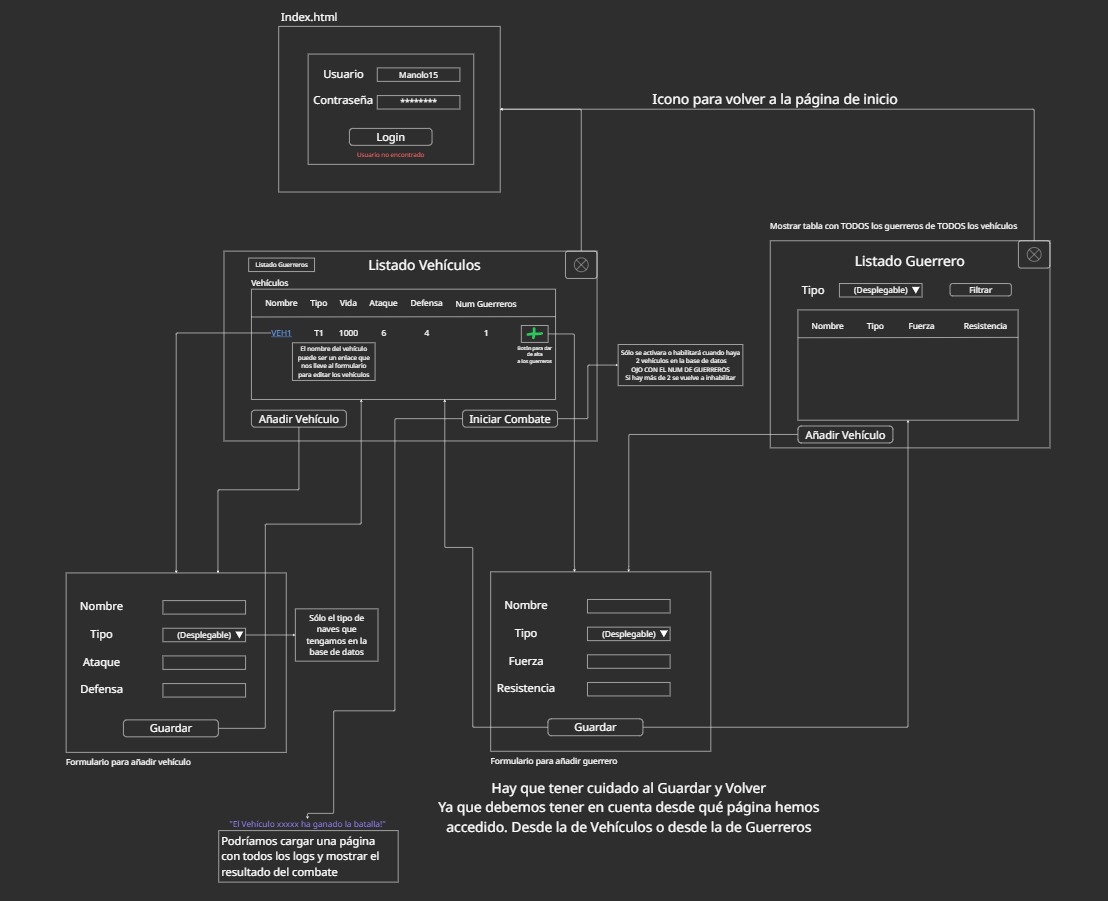 Index.html
Usuario
Manolo15
Contraseña
********
Login
Usuario no encontrado
Icono para volver a la página de inicio
Listado Guerreros
Listado Vehículos
Vehículos
Nombre Tipo Vida Ataque Defensa Num Guerreros
VEH1 T1 1000 6 4 1
El nombre del vehículo
puede ser un enlace que
nos lleve al formulario
para editar los vehículos
Botón para dar
de alta
a los guerreros
Añadir Vehículo
Iniciar Combate
Sólo se activara o habilitará cuando haya
2 vehículos en la base de datos
OJO CON EL NUM DE GUERREROS
Si hay más de 2 se vuelve a inhabilitar
Mostrar tabla con TODOS los guerreros de TODOS los vehículos
Listado Guerrero
Tipo
(Desplegable)
Filtrar
Nombre Tipo Fuerza Resistencia
Añadir Vehículo
Nombre
Tipo
(Desplegable)
Ataque
Defensa
Guardar
Formulario para añadir vehículo
Sólo el tipo de
naves que
tengamos en la
base de datos
Nombre
Tipo
(Desplegable)
Fuerza
Resistencia
Guardar
Formulario para añadir guerrero
Hay que tener cuidado al Guardar y Volver
Ya que debemos tener en cuenta desde qué página hemos
accedido. Desde la de Vehículos o desde la de Guerreros
"El Vehículo xxxxx ha ganado la batalla!"
Podríamos cargar una página
con todos los logs y mostrar el
resultado del combate